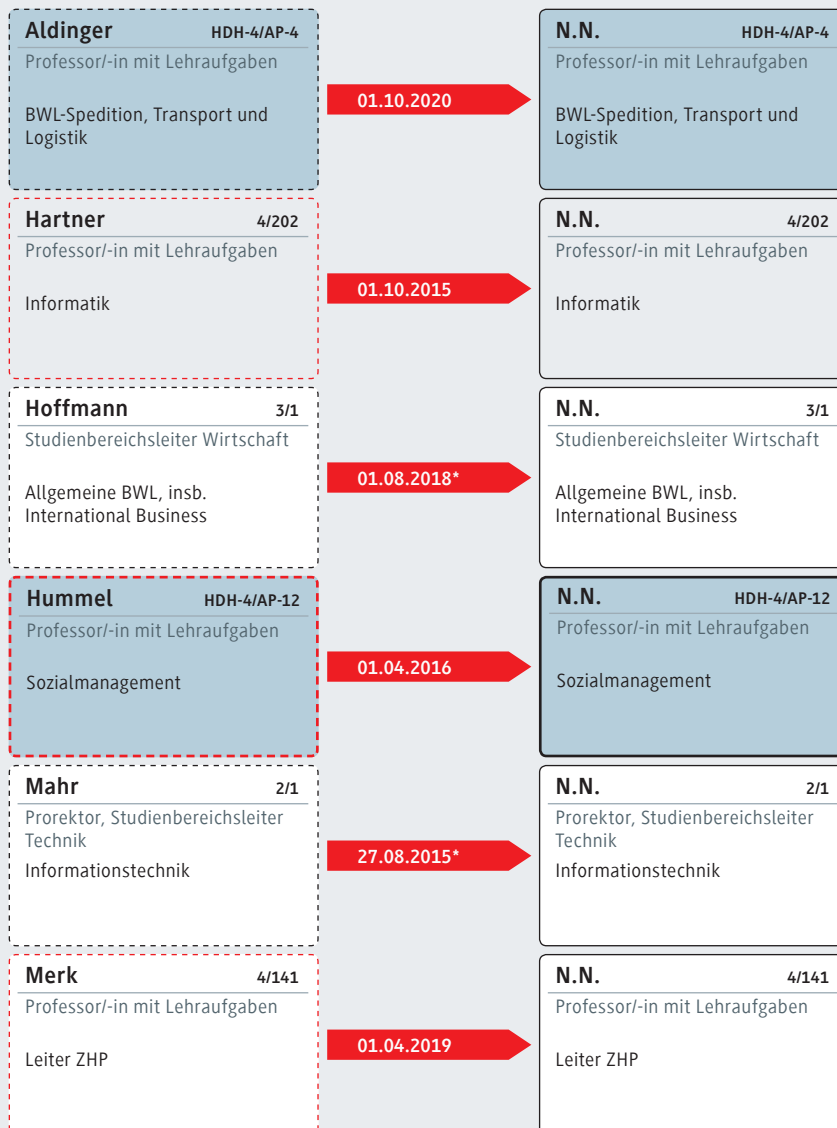 Aldinger HDH-4/AP-4
Professor/-in mit Lehraufgaben
BWL-Spedition, Transport und
Logistik
01.10.2020
N.N. HDH-4/AP-4
Professor/-in mit Lehraufgaben
BWL-Spedition, Transport und
Logistik
Hartner 4/202
Professor/-in mit Lehraufgaben
Informatik
01.10.2015
N.N. 4/202
Professor/-in mit Lehraufgaben
Informatik
Hoffmann 3/1
Studienbereichsleiter Wirtschaft
Allgemeine BWL, insb.
International Business
01.08.2018*
N.N. 3/1
Studienbereichsleiter Wirtschaft
Allgemeine BWL, insb.
International Business
Hummel HDH-4/AP-12
Professor/-in mit Lehraufgaben
Sozialmanagement
01.04.2016
N.N. HDH-4/AP-12
Professor/-in mit Lehraufgaben
Sozialmanagement
Mahr 2/1
Prorektor, Studienbereichsleiter
Technik
Informationstechnik
27.08.2015*
N.N. 2/1
Prorektor, Studienbereichsleiter
Technik
Informationstechnik
Merk 4/141
Professor/-in mit Lehraufgaben
Leiter ZHP
01.04.2019
N.N. 4/141
Professor/-in mit Lehraufgaben
Leiter ZHP